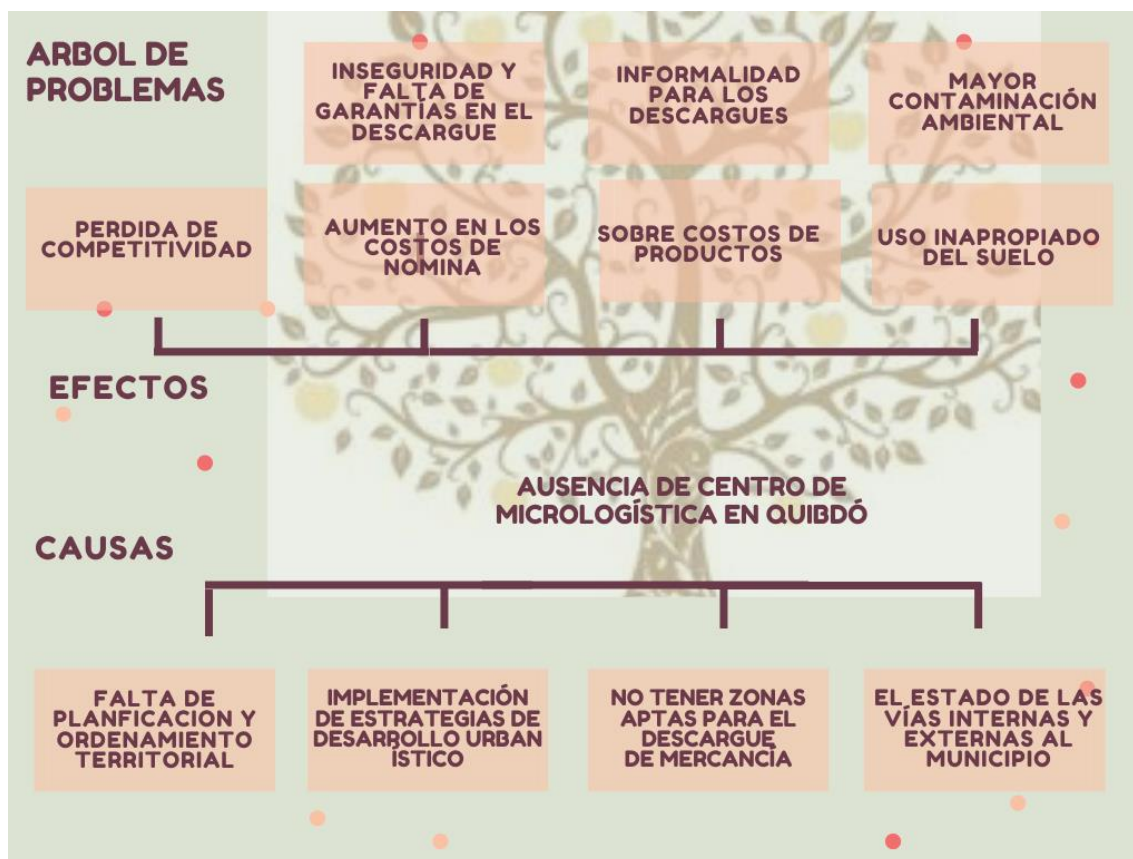 ARBOL DE
PROBLEMAS
INSEGURIDAD Y
FALTA DE
GARANTÍAS EN EL
DESCARGUE
INFORMALIDAD
PARA LOS
DESCARGUES
MAYOR
CONTAMINACIÓN
AMBIENTAL
PERDIDA DE
COMPETITIVIDAD
AUMENTO EN LOS
COSTOS DE
NOMINA
SOBRE COSTOS DE
PRODUCTOS
USO INAPROPIADO
DEL SUELO
EFECTOS
AUSENCIA DE CENTRO DE
MICROLOGÍSTICA EN QUIBDÓ
CAUSAS
FALTA DE
PLANFICACION Y
ORDENAMIENTO
TERRITORIAL
IMPLEMENTACIÓN
DE ESTRATEGIAS DE
DESARROLLO URBAN
ÍSTICO
NO TENER ZONAS
APTAS PARA EL
DESCARGUE
DE MERCANCÍA
EL ESTADO DE LAS
VÍAS INTERNAS Y
EXTERNAS AL
MUNICIPIO